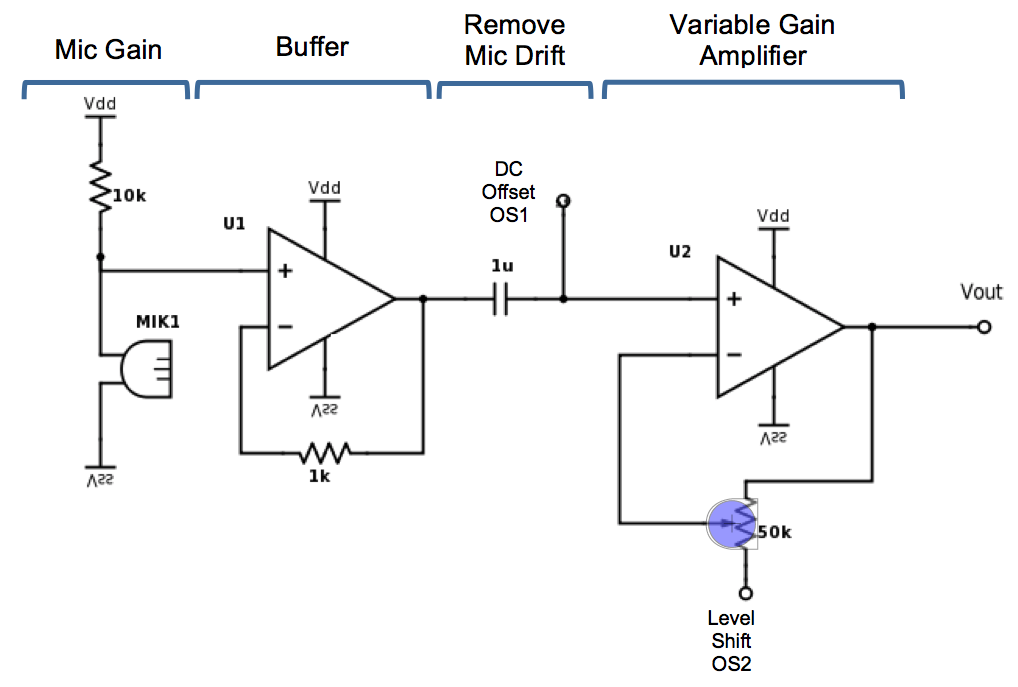 Mic Gain
Buffer
Remove
Mic Drift
Variable Gain
Amplifier
Vdd
10k
MIK1
Vss
U1
Vdd
Vss
1k
1u
DC
Offset
OS1
U2
Vdd
Vss
50k
Vout
Level
Shift
OS2